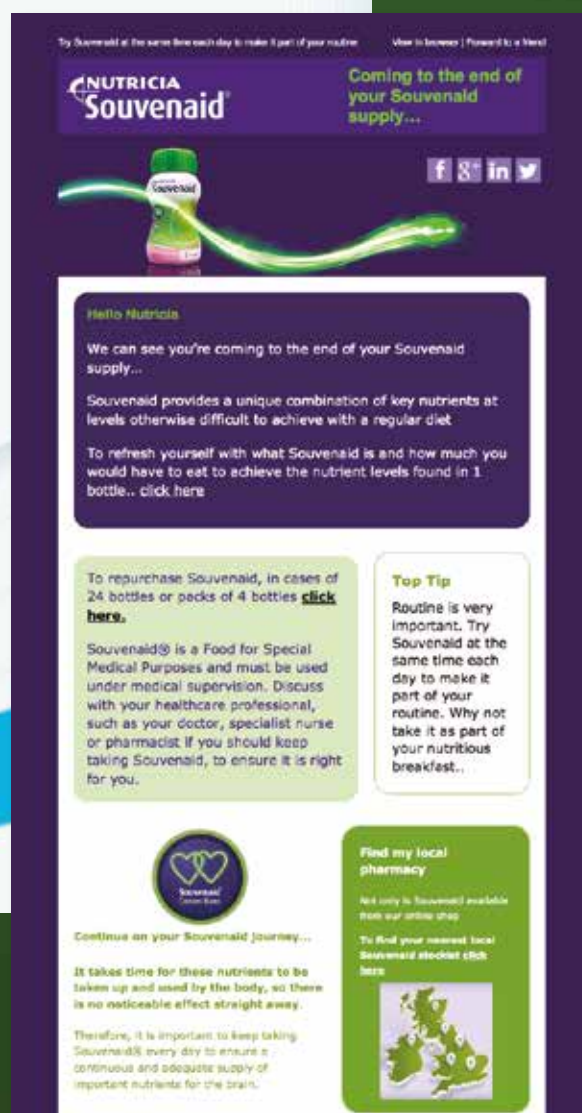 Try Souvenaid at the same time each day to make it part of your routine
View in browser | Forward to a friend
NUTRICIA
Souvenaid®
Coming to the end of
your Souvenaid
supply...
Souvenaid
f g+ in
Hello Nutricia
We can see you're coming to the end of your Souvenaid
supply...
Souvenaid provides a unique combination of key nutrients at
levels otherwise difficult to achieve with a regular diet
To refresh yourself with what Souvenaid is and how much you
would have to eat to achieve the nutrient levels found in 1
bottle.. click here
To repurchase Souvenaid, in cases of
24 bottles or packs of 4 bottles click
here.
Souvenaid® is a Food for Special
Medical Purposes and must be used
under medical supervision. Discuss
with your healthcare professional,
such as your doctor, specialist nurse
or pharmacist if you should keep
taking Souvenaid, to ensure it is right
for you.
Top Tip
Routine is very
important. Try
Souvenaid at the
same time each
day to make it
part of your
routine. Why not
take it as part of
your nutritious
breakfast..
Souvenaid
Continue on your Souvenaid journey...
It takes time for these nutrients to be
taken up and used by the body, so there
is no noticeable effect straight away.
Therefore, it is important to keep taking
Souvenaid® every day to ensure a
continuous and adequate supply of
important nutrients for the brain.
Find my local
pharmacy
Not only is Souvenaid available
from our online shop
To find your nearest local
Souvenaid stockist click
here